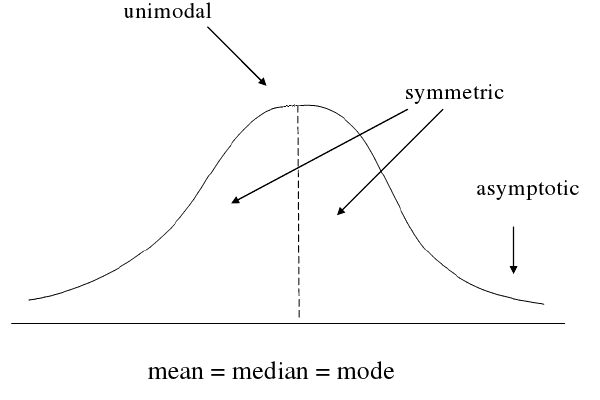 unimodal
symmetric
asymptotic
mean = median = mode